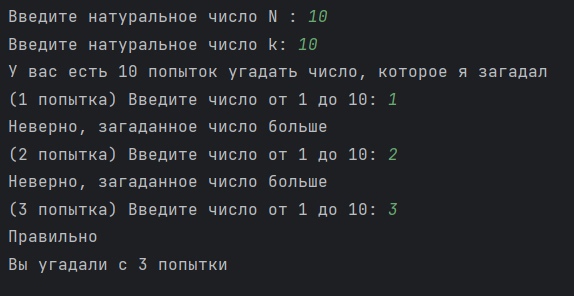 Введите натуральное число N : 10
Введите натуральное число k: 10
У вас есть 10 попыток угадать число, которое я загадал
(1 попытка) Введите число от 1 до 10: 1
Неверно, загаданное число больше
(2 попытка) Введите число от 1 до 10: 2
Неверно, загаданное число больше
(3 попытка) Введите число от 1 до 10: 3
Правильно
Вы угадали с 3 попытки